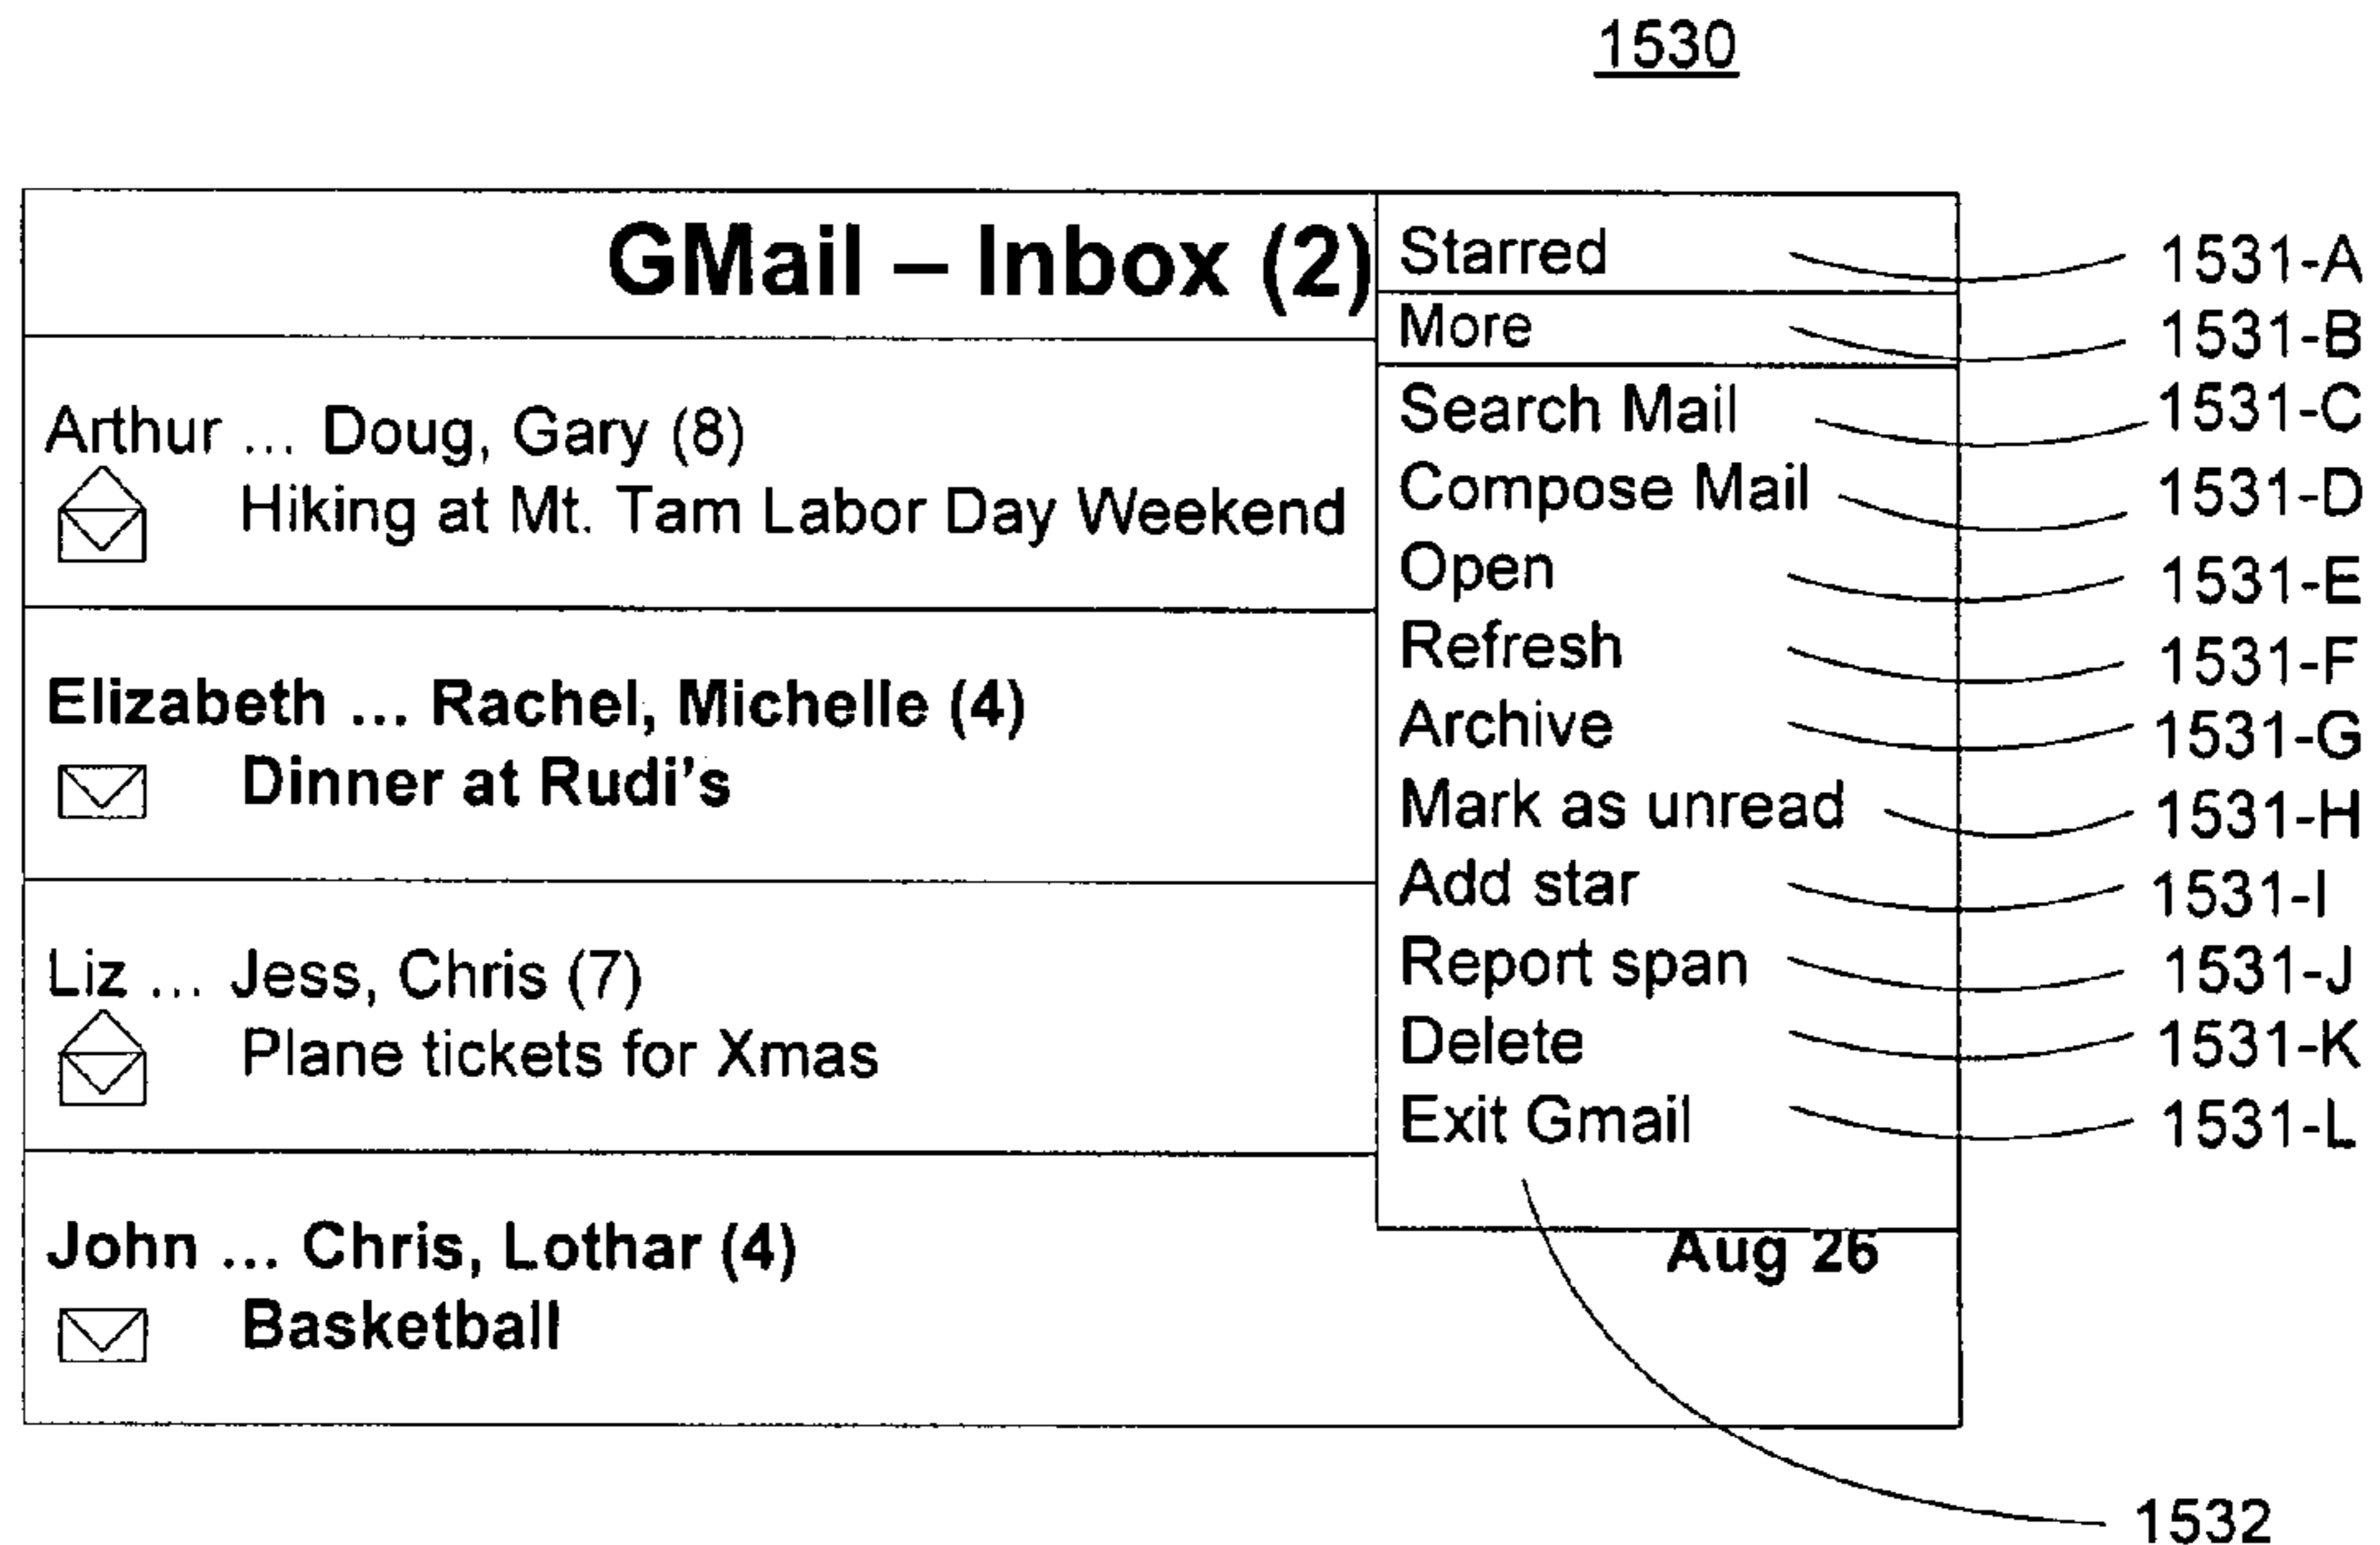 1530
GMail – Inbox (2)
Arthur ... Doug, Gary (8)
Hiking at Mt. Tam Labor Day Weekend
Elizabeth ... Rachel, Michelle (4)
Dinner at Rudi's
Liz ... Jess, Chris (7)
Plane tickets for Xmas
John ... Chris, Lothar (4)
Basketball
Starred 1531-A
More 1531-B
Search Mail 1531-C
Compose Mail 1531-D
Open 1531-E
Refresh 1531-F
Archive 1531-G
Mark as unread 1531-H
Add star 1531-I
Report span 1531-J
Delete 1531-K
Exit Gmail 1531-L
Aug 26
1532